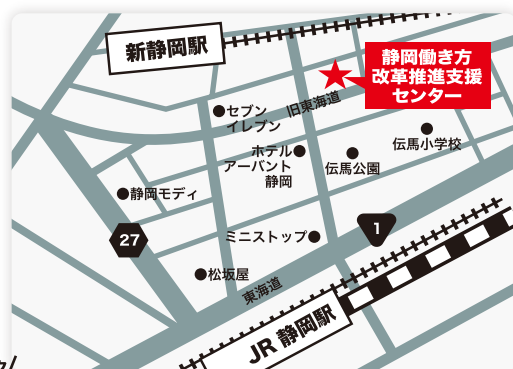 新静岡駅
静岡働き方
改革推進支援
センター
セブン
イレブン
旧東海道
伝馬小学校
ホテル
アーバント
静岡
伝馬公園
静岡モディ
27
ミニストップ
1
松坂屋
東海道
JR 静岡駅